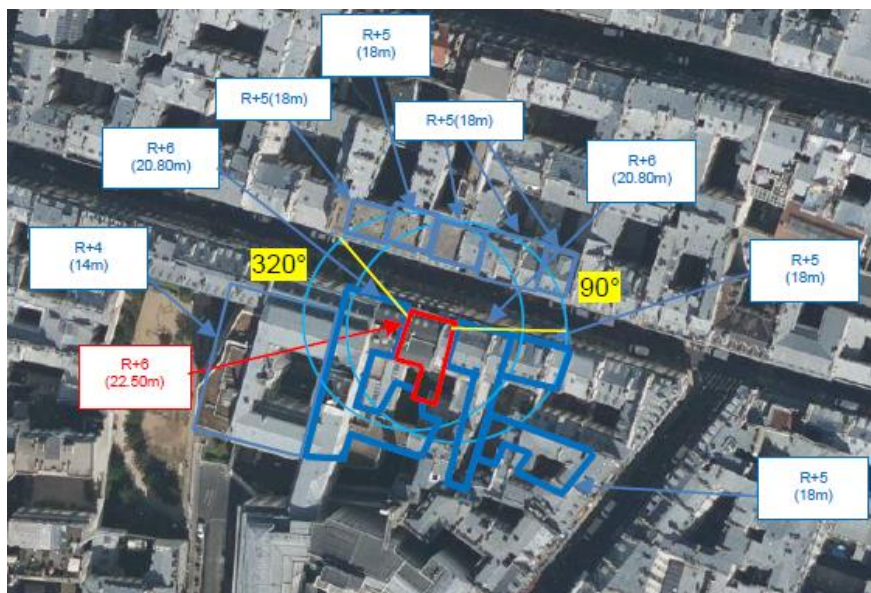 R+5
(18m)
R+5(18m)
R+5(18m)
R+6
(20.80m)
R+6
(20.80m)
R+4
(14m)
320°
90°
R+5
(18m)
R+6
(22.50m)
R+5
(18m)